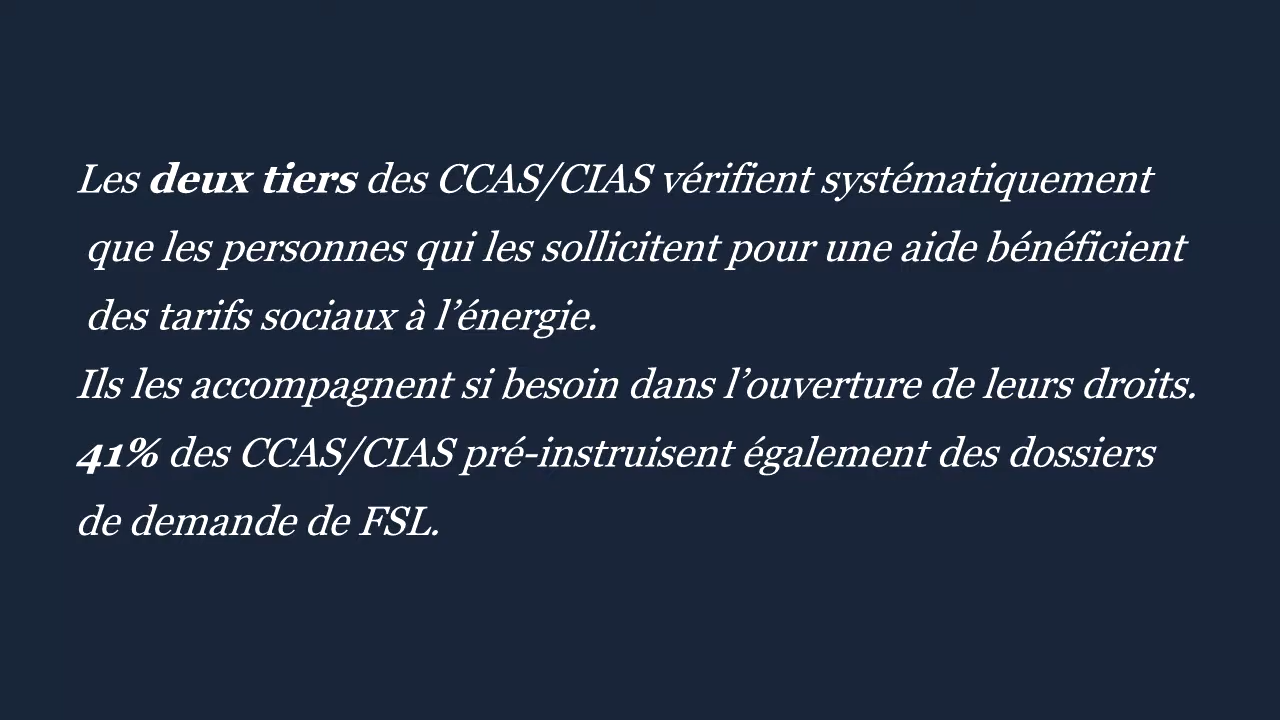 Les deux tiers des CCAS/CIAS vérifient systématiquement
que les personnes qui les sollicitent pour une aide bénéficient
des tarifs sociaux à l’énergie.
Ils les accompagnent si besoin dans l’ouverture de leurs droits.
41% des CCAS/CIAS pré-instruisent également des dossiers
de demande de FSL.